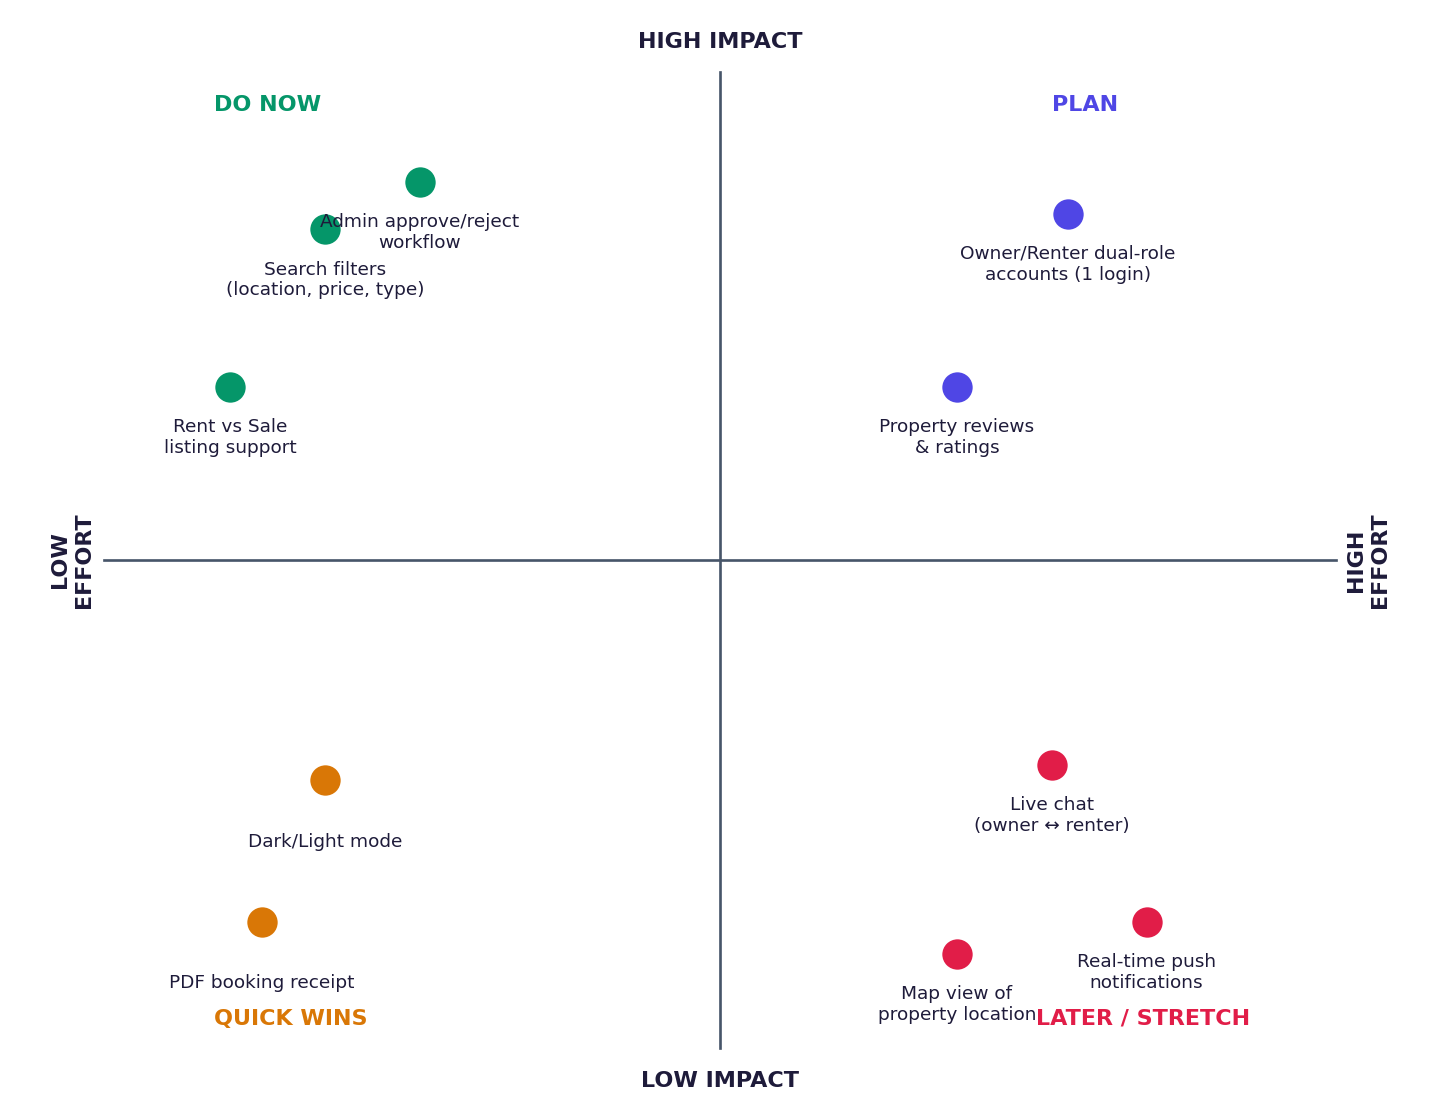 HIGH IMPACT
DO NOW
PLAN
Admin approve/reject
workflow
Search filters
(location, price, type)
Owner/Renter dual-role
accounts (1 login)
Rent vs Sale
listing support
Property reviews
& ratings
LOW
EFFORT
HIGH
EFFORT
Dark/Light mode
Live chat
(owner ↔ renter)
PDF booking receipt
Real-time push
notifications
Map view of
property location
QUICK WINS
LATER / STRETCH
LOW IMPACT